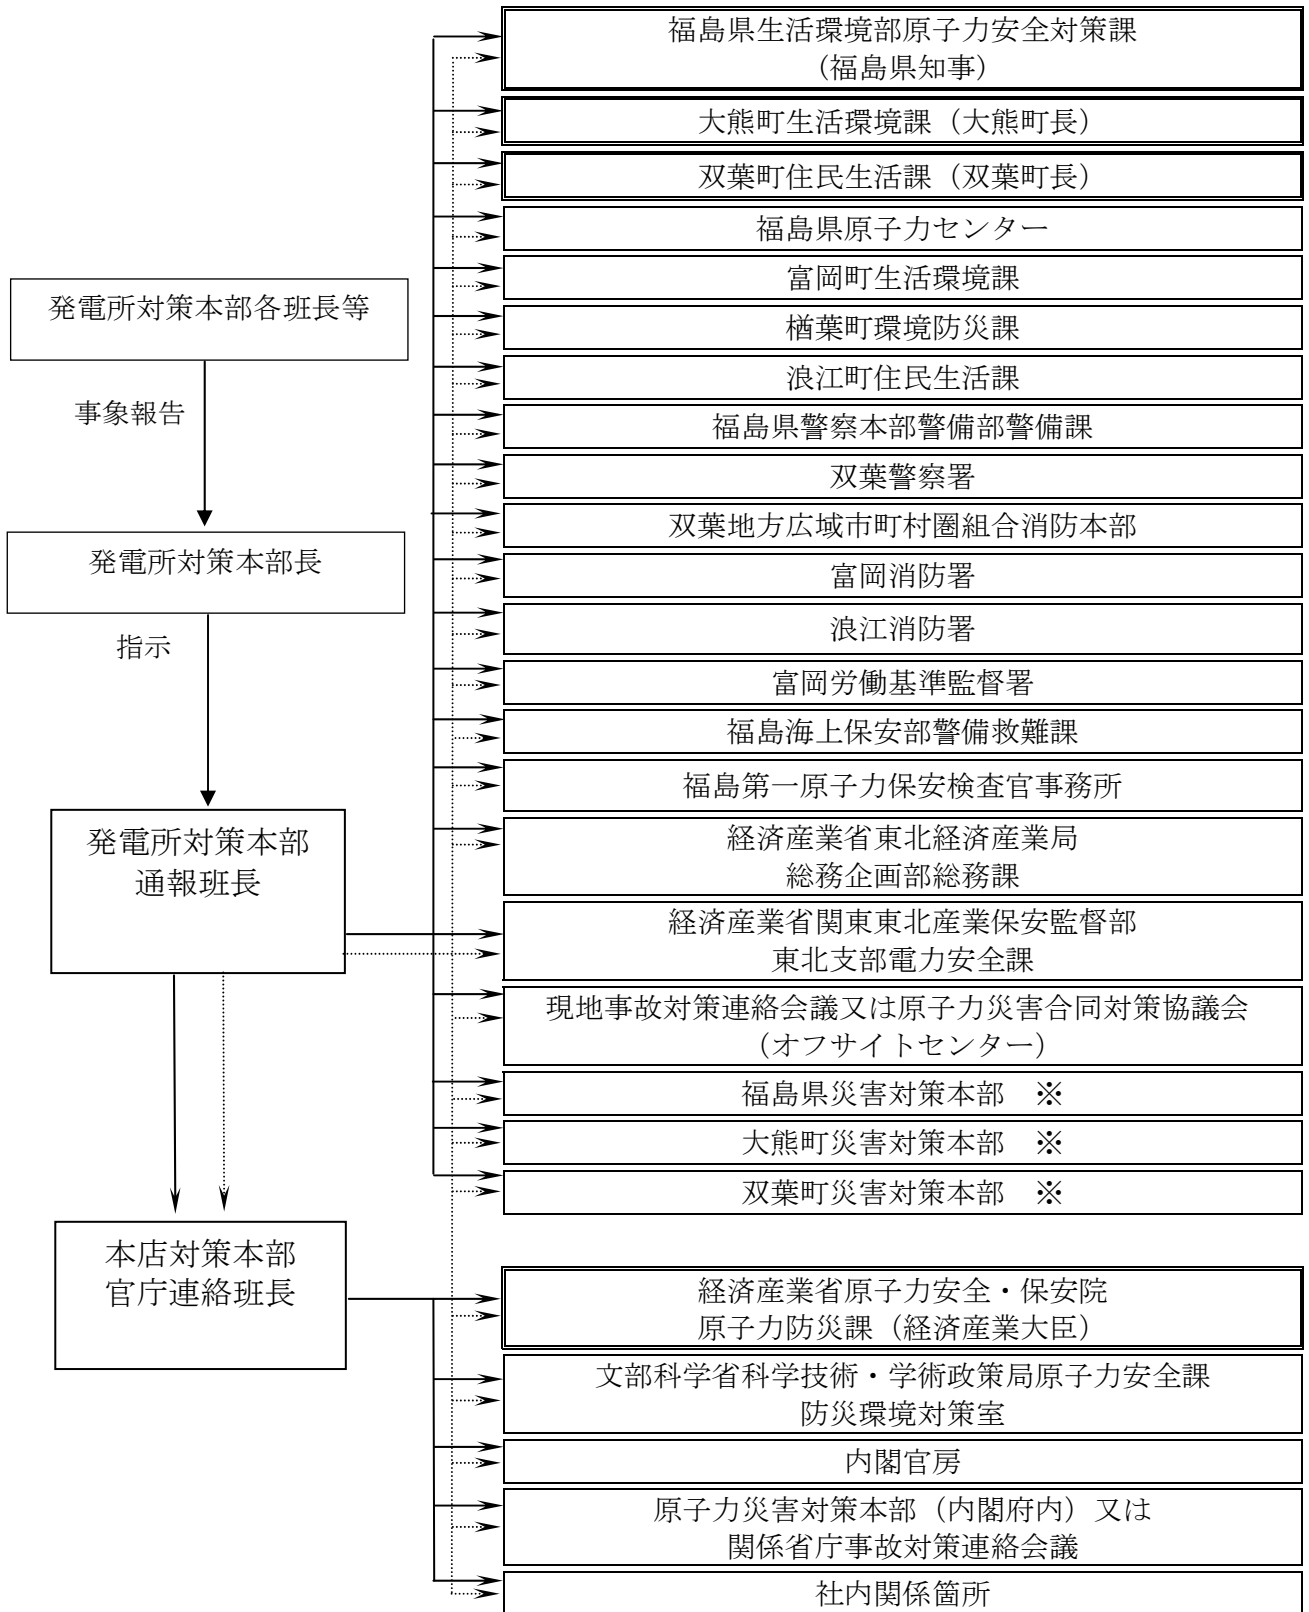 発電所対策本部各班長等
事象報告
発電所対策本部長
指示
発電所対策本部
通報班長
本店対策本部
官庁連絡班長
福島県生活環境部原子力安全対策課
（福島県知事）
大熊町生活環境課（大熊町長）
双葉町住民生活課（双葉町長）
福島県原子力センター
富岡町生活環境課
楢葉町環境防災課
浪江町住民生活課
福島県警察本部警備部警備課
双葉警察署
双葉地方広域市町村圏組合消防本部
富岡消防署
浪江消防署
富岡労働基準監督署
福島海上保安部警備救難課
福島第一原子力保安検査官事務所
経済産業省東北経済産業局
総務企画部総務課
経済産業省関東東北産業保安監督部
東北支部電力安全課
現地事故対策連絡会議又は原子力災害合同対策協議会
（オフサイトセンター）
福島県災害対策本部　※
大熊町災害対策本部　※
双葉町災害対策本部　※
経済産業省原子力安全・保安院
原子力防災課（経済産業大臣）
文部科学省科学技術・学術政策局原子力安全課
防災環境対策室
内閣官房
原子力災害対策本部（内閣府内）又は
関係省庁事故対策連絡会議
社内関係箇所